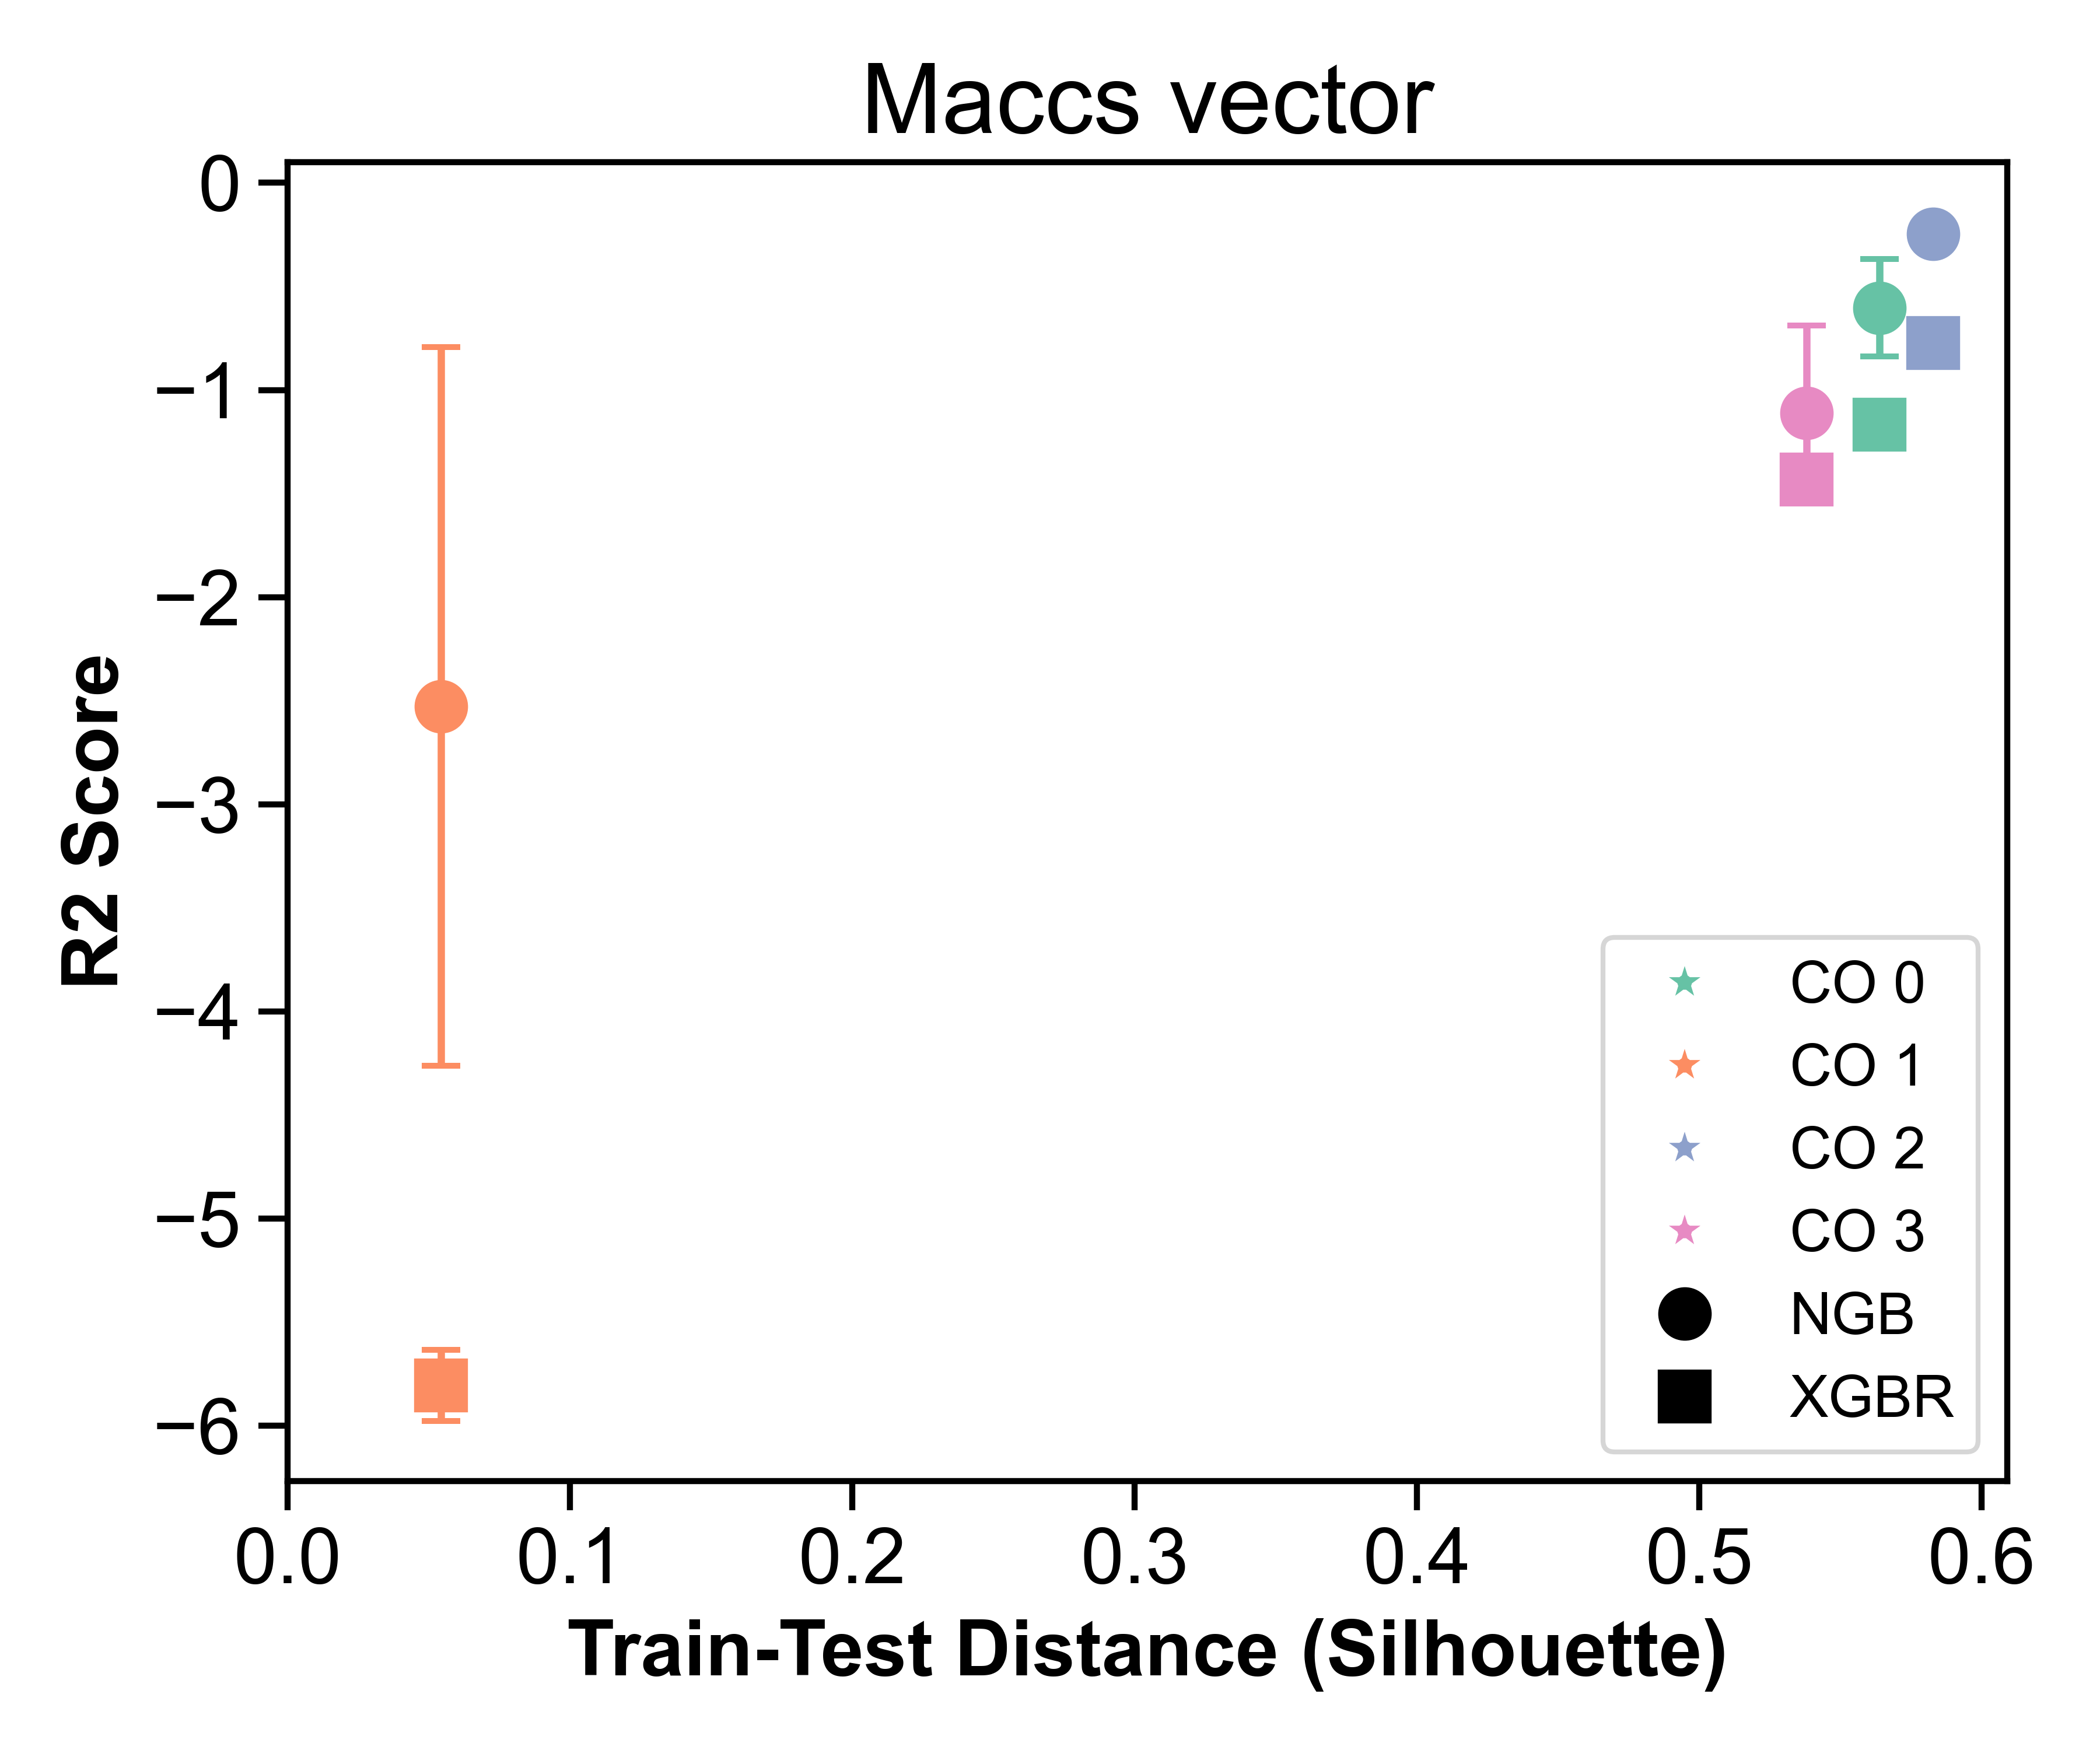 Maccs vector
0
−1
−2
−3
−4
−5
−6
R2 Score
0.0 0.1 0.2 0.3 0.4 0.5 0.6
Train-Test Distance (Silhouette)
CO 0
CO 1
CO 2
CO 3
NGB
XGBR